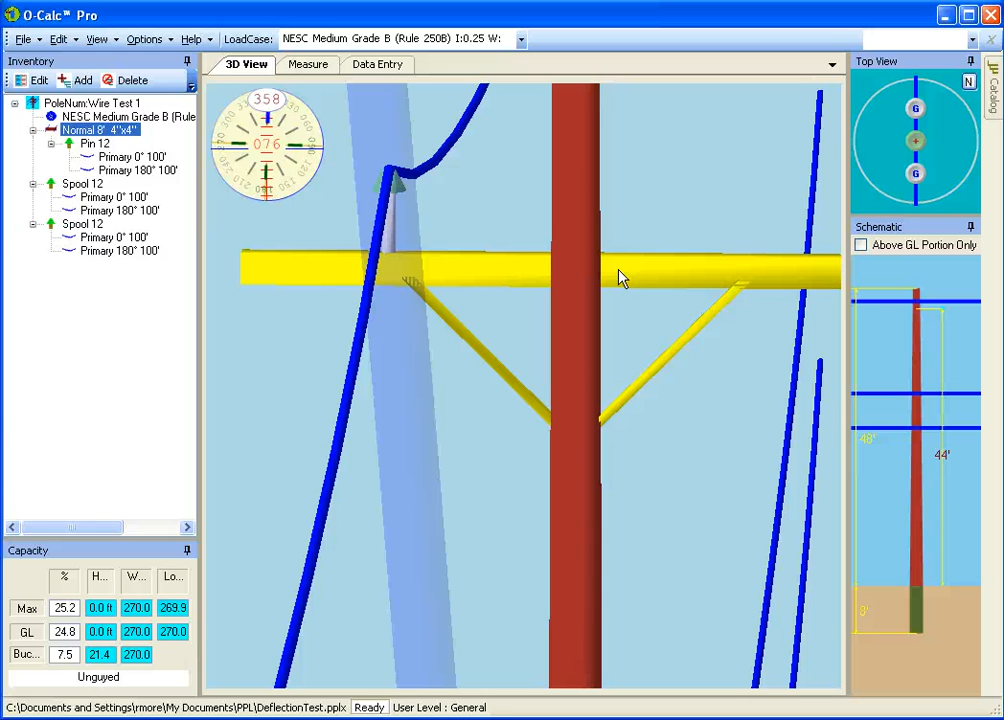 O-Calc™ Pro
File Edit View Options Help LoadCase: NESC Medium Grade B (Rule 250B) I:0.25 W:
Inventory
Edit Add Delete
PoleNum:Wire Test 1
NESC Medium Grade B (Rule
Normal 8' 4"x4"
Pin 12
Primary 0° 100'
Primary 180° 100'
Spool 12
Primary 0° 100'
Primary 180° 100'
Spool 12
Primary 0° 100'
Primary 180° 100'
Capacity
% H... W... Lo...
Max 25.2 0.0 ft 270.0 269.9
GL 24.8 0.0 ft 270.0 270.0
Buc... 7.5 21.4 270.0
Unguyed
3D View Measure Data Entry
358
076
Top View
N
G
G
Schematic
Above GL Portion Only
48'
44'
Catalog
C:\Documents and Settings\rmore\My Documents\PPL\DeflectionTest.pplx Ready User Level : General